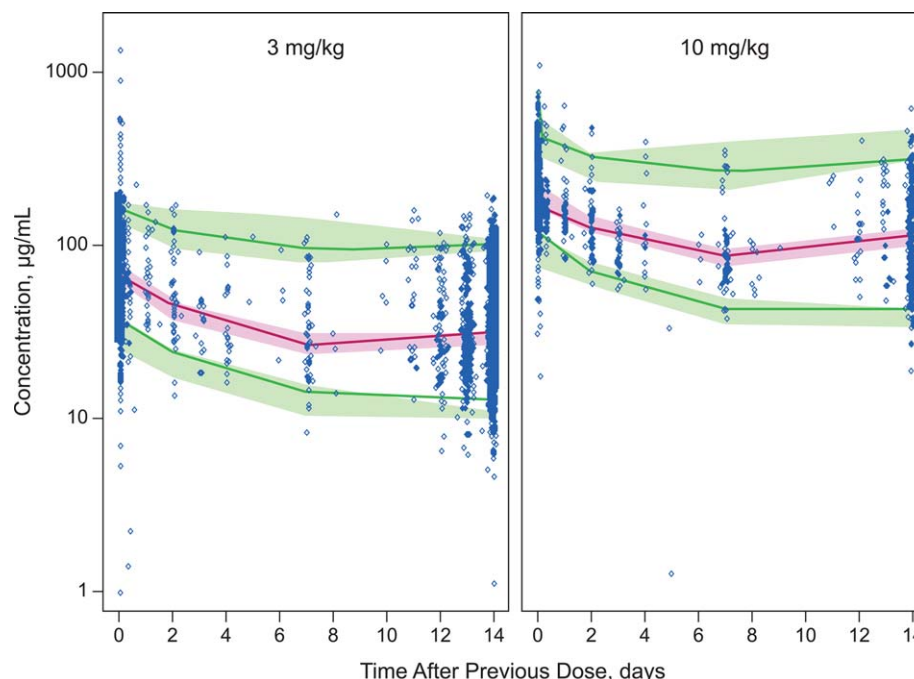 3 mg/kg
10 mg/kg
Concentration, µg/mL
1000
100
10
1
0 2 4 6 8 10 12 14
0 2 4 6 8 10 12 14
Time After Previous Dose, days